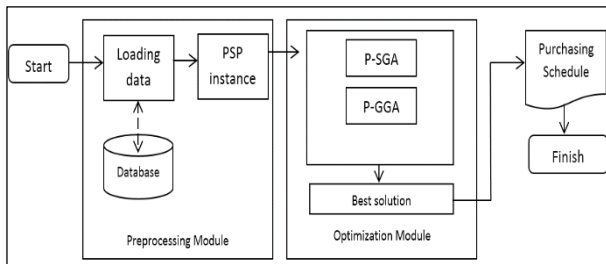 Start
Loading
data
Database
PSP
instance
Preprocessing Module
P-SGA
P-GGA
Best solution
Optimization Module
Purchasing
Schedule
Finish